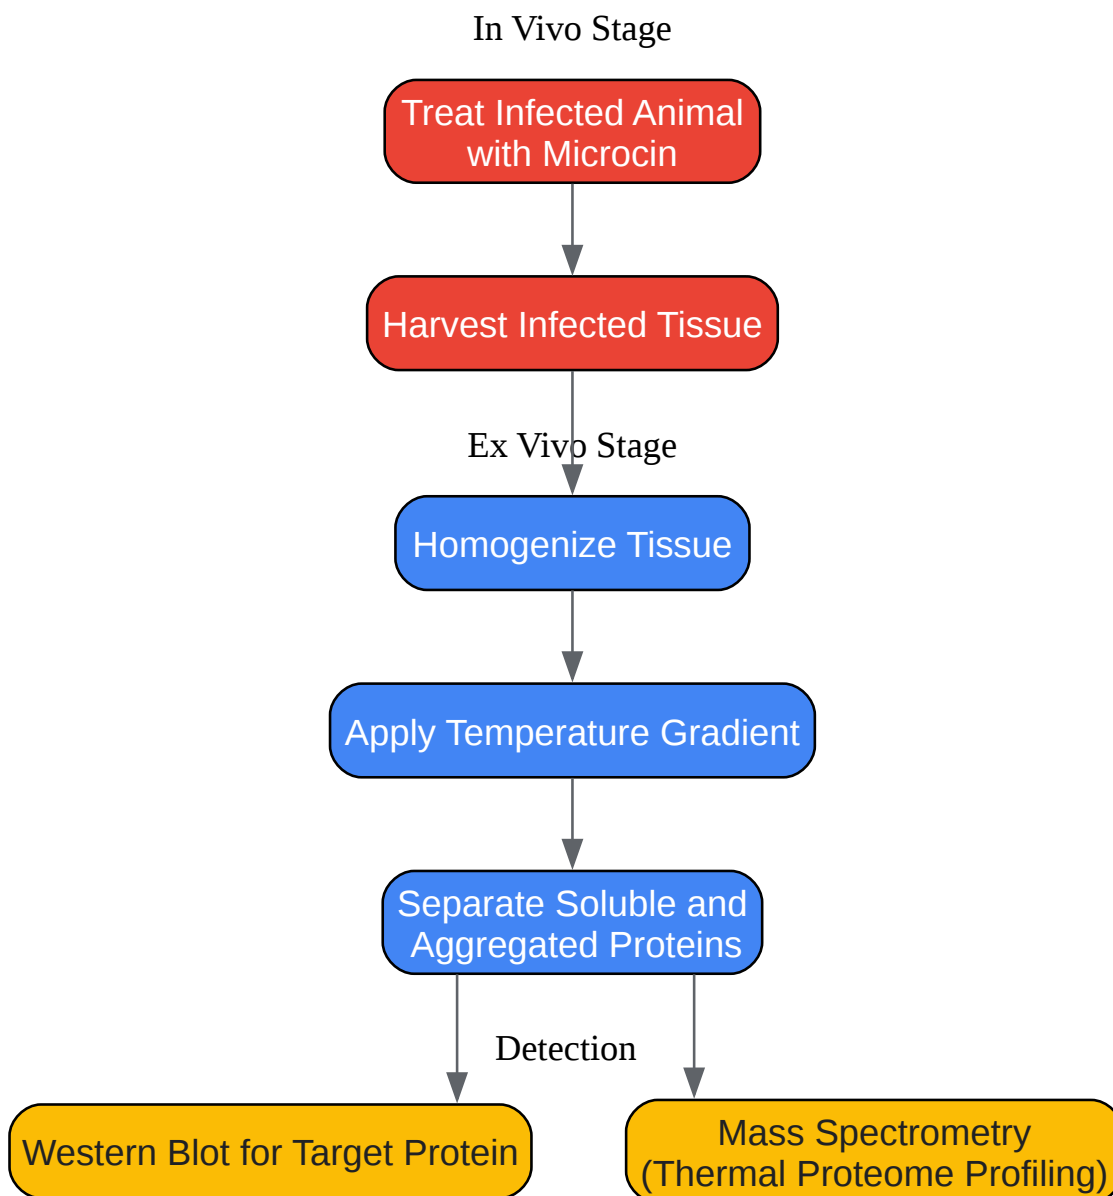 In Vivo Stage
Treat Infected Animal
with Microcin
Harvest Infected Tissue
Ex Vivo Stage
Homogenize Tissue
Apply Temperature Gradient
Separate Soluble and
Aggregated Proteins
Detection
Western Blot for Target Protein
Mass Spectrometry
(Thermal Proteome Profiling)